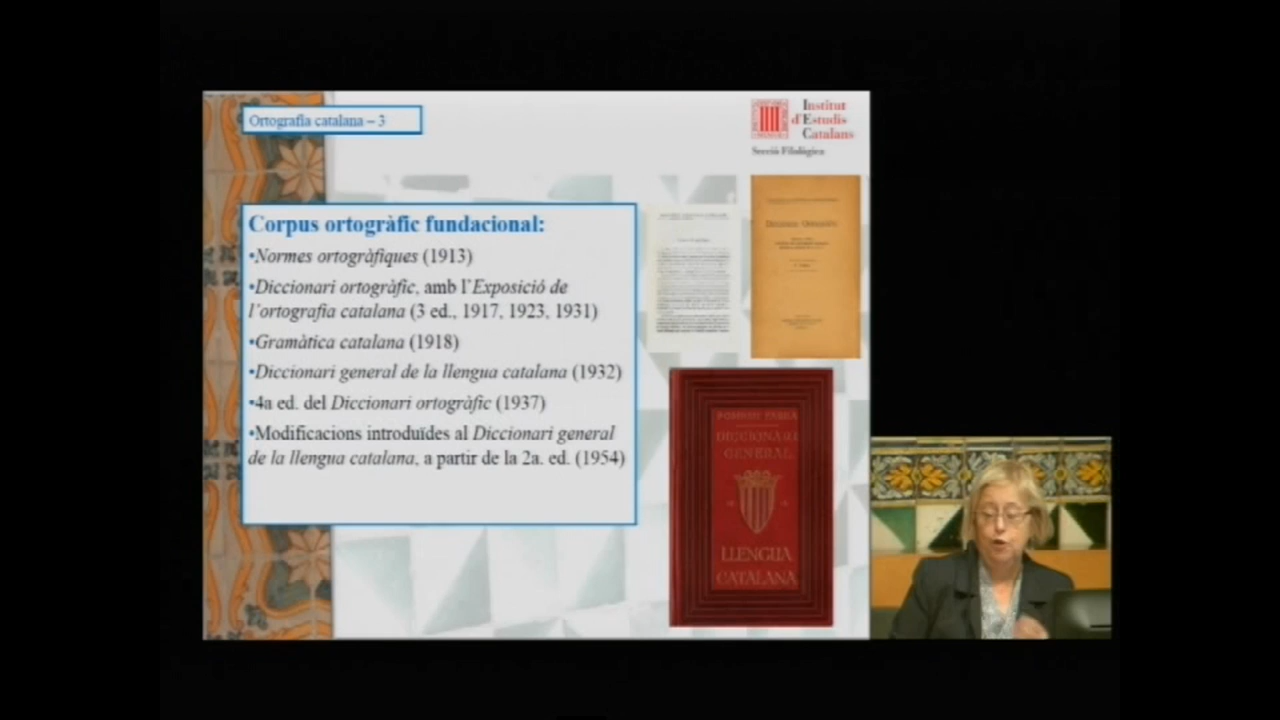 Ortografia catalana – 3
Institut
d'Estudis
Catalans
Secció Filològica
Corpus ortogràfic fundacional:
•Normes ortogràfiques (1913)
•Diccionari ortogràfic, amb l'Exposició de
l'ortografia catalana (3 ed., 1917, 1923, 1931)
•Gramàtica catalana (1918)
•Diccionari general de la llengua catalana (1932)
•4a ed. del Diccionari ortogràfic (1937)
•Modificacions introduïdes al Diccionari general
de la llengua catalana, a partir de la 2a. ed. (1954)
Diccionari Ortogràfic
POMPEU FABRA
DICCIONARI
GENERAL
LLENGUA
CATALANA